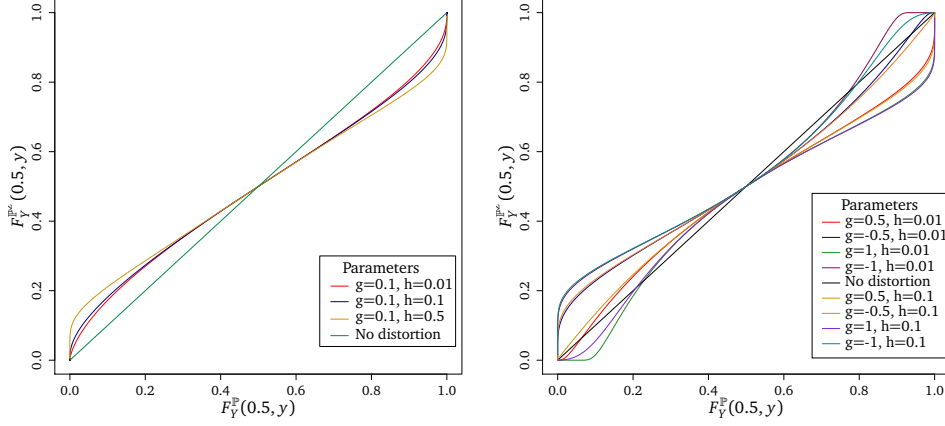 1.0
0.8
0.6
0.4
0.2
0.0
F_Y^{ℙ^ζ}(0.5, y)
Parameters
g=0.1, h=0.01
g=0.1, h=0.1
g=0.1, h=0.5
No distortion
0.0 0.2 0.4 0.6 0.8 1.0
F_Y^ℙ(0.5, y)
1.0
0.8
0.6
0.4
0.2
0.0
F_Y^{ℙ^ζ}(0.5, y)
Parameters
g=0.5, h=0.01
g=-0.5, h=0.01
g=1, h=0.01
g=-1, h=0.01
No distortion
g=0.5, h=0.1
g=-0.5, h=0.1
g=1, h=0.1
g=-1, h=0.1
0.0 0.2 0.4 0.6 0.8 1.0
F_Y^ℙ(0.5, y)